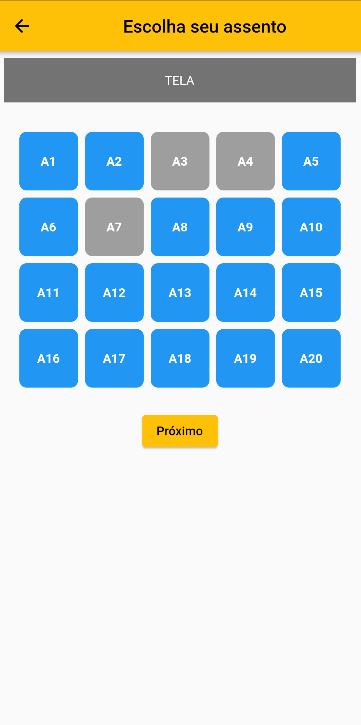 Escolha seu assento
TELA
A1 A2 A3 A4 A5
A6 A7 A8 A9 A10
A11 A12 A13 A14 A15
A16 A17 A18 A19 A20
Próximo